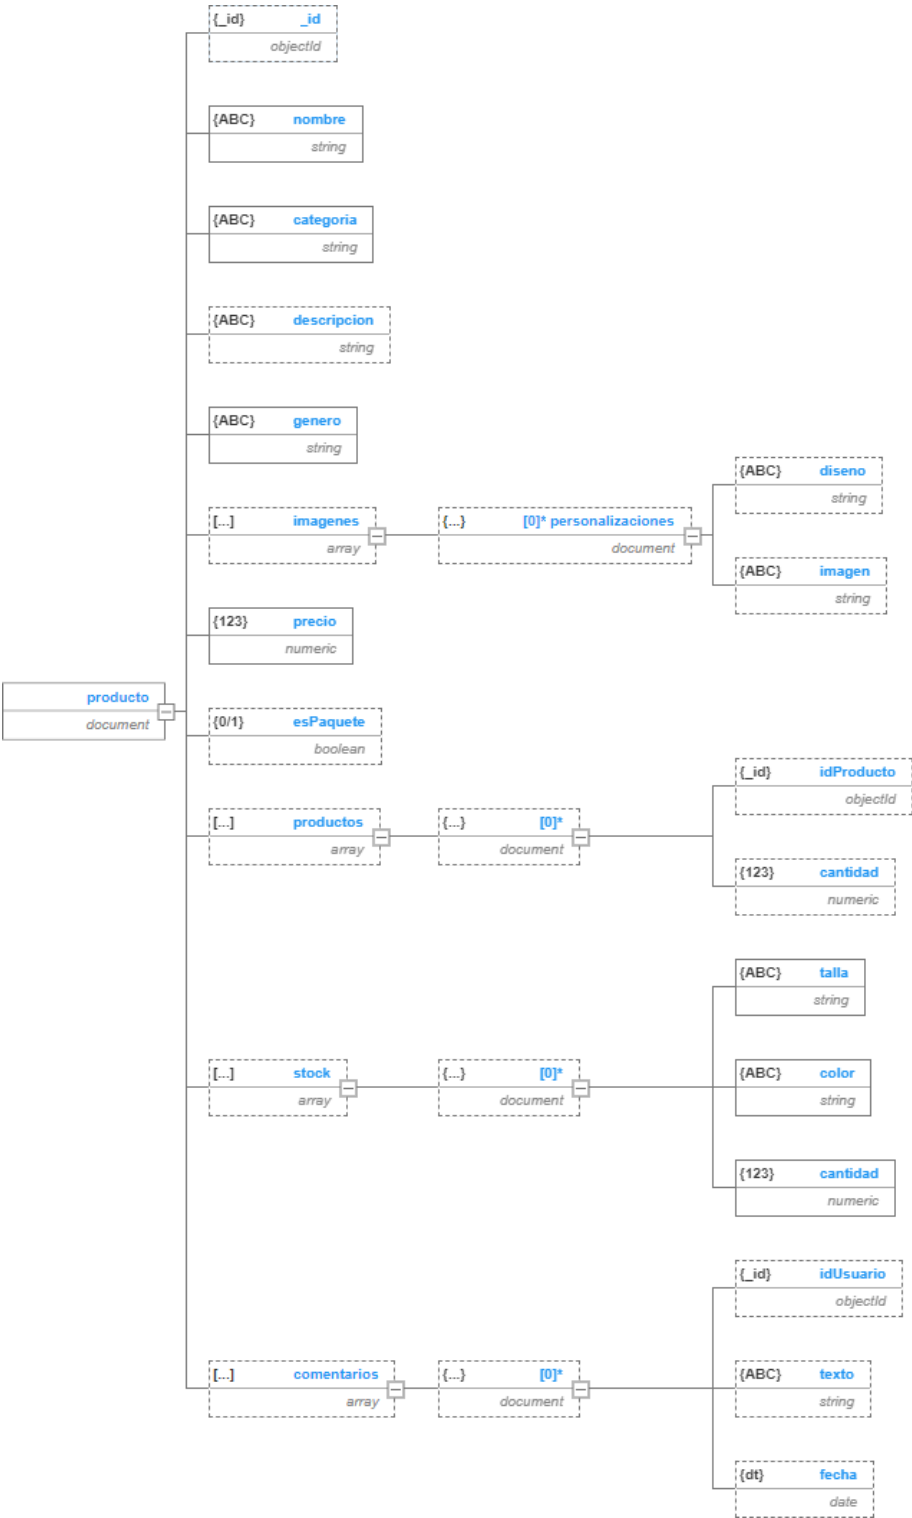 {_id} _id
objectId
{ABC} nombre
string
{ABC} categoria
string
{ABC} descripcion
string
{ABC} genero
string
[...] imagenes
array
{...} [0]* personalizaciones
document
{ABC} diseno
string
{ABC} imagen
string
{123} precio
numeric
producto
document
{0/1} esPaquete
boolean
[...] productos
array
{...} [0]*
document
{_id} idProducto
objectId
{123} cantidad
numeric
[...] stock
array
{...} [0]*
document
{ABC} talla
string
{ABC} color
string
{123} cantidad
numeric
[...] comentarios
array
{...} [0]*
document
{_id} idUsuario
objectId
{ABC} texto
string
{dt} fecha
date